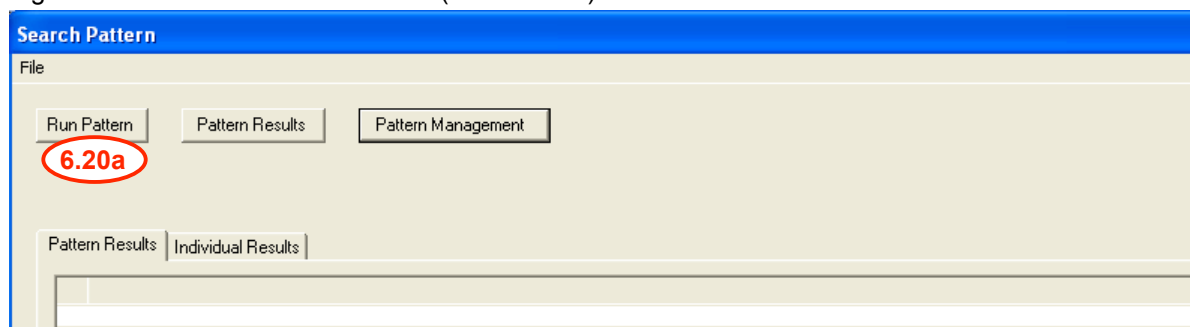 Search Pattern
File
Run Pattern Pattern Results Pattern Management
6.20a
Pattern Results Individual Results